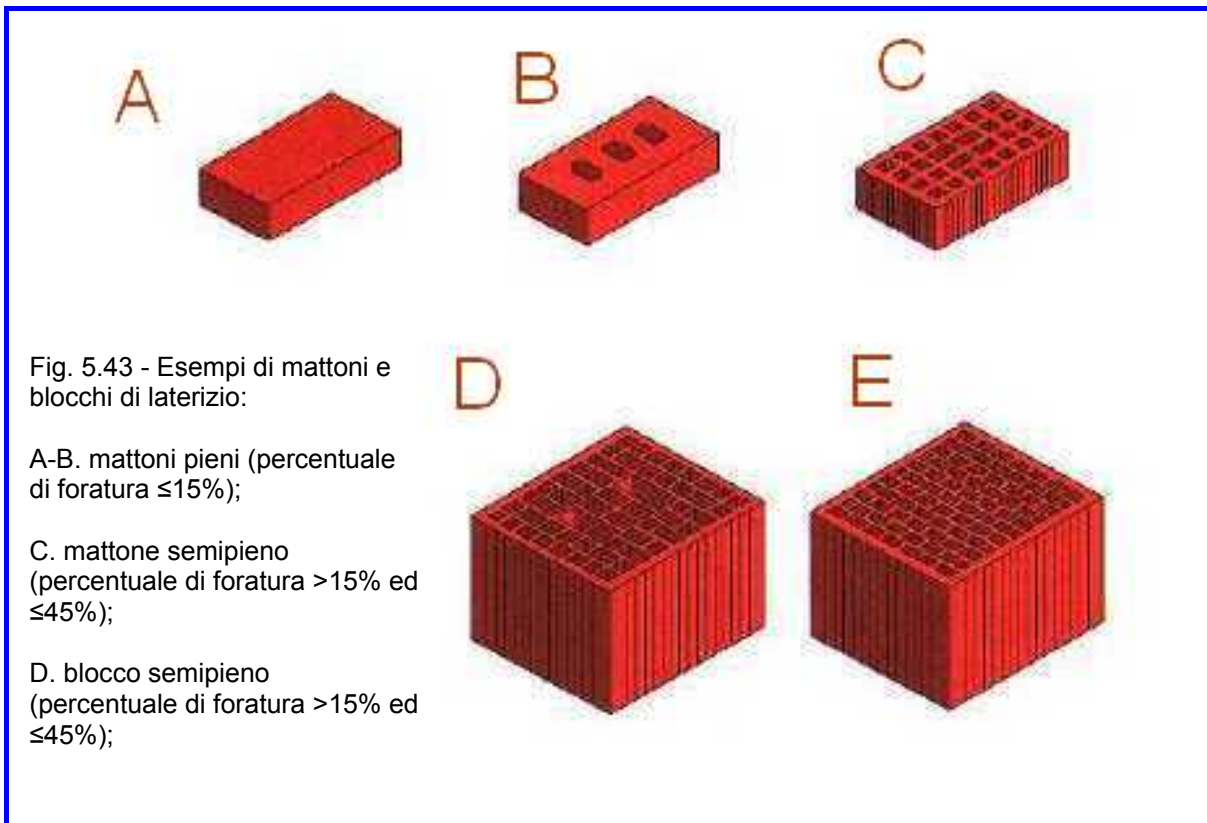 A
B
C
Fig. 5.43 - Esempi di mattoni e
blocchi di laterizio:
A-B. mattoni pieni (percentuale
di foratura ≤15%);
C. mattone semipieno
(percentuale di foratura >15% ed
≤45%);
D. blocco semipieno
(percentuale di foratura >15% ed
≤45%);
D
E